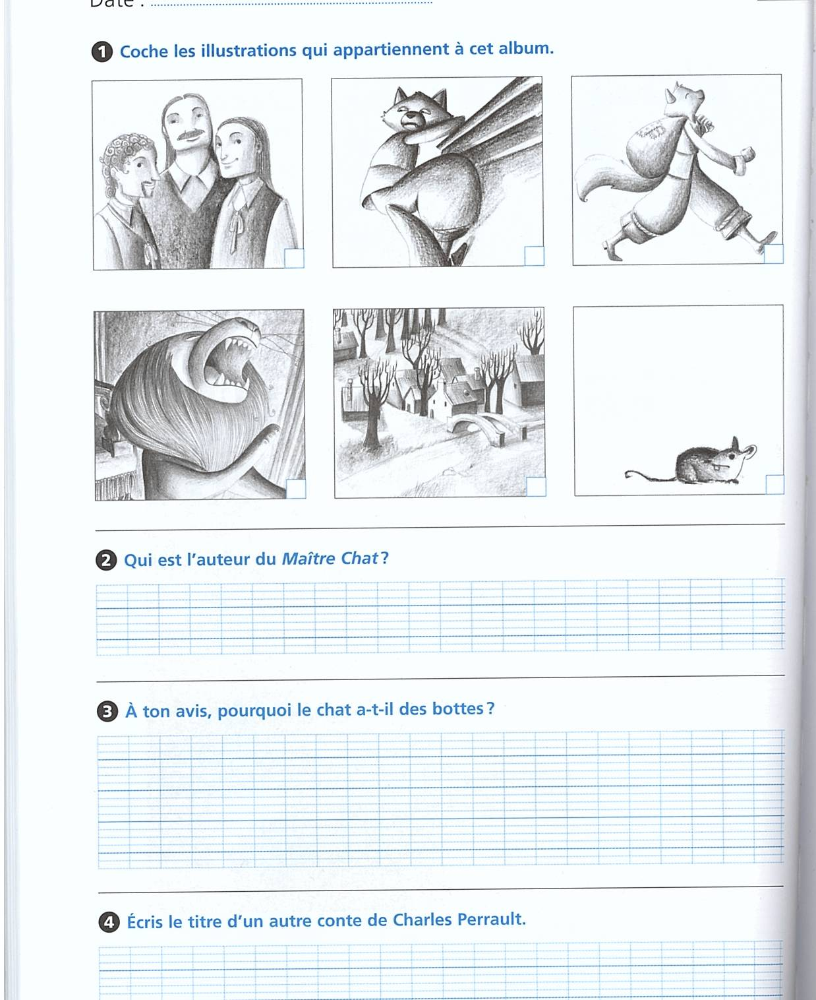 Date :
1 Coche les illustrations qui appartiennent à cet album.
2 Qui est l'auteur du Maître Chat ?
3 À ton avis, pourquoi le chat a-t-il des bottes ?
4 Écris le titre d'un autre conte de Charles Perrault.